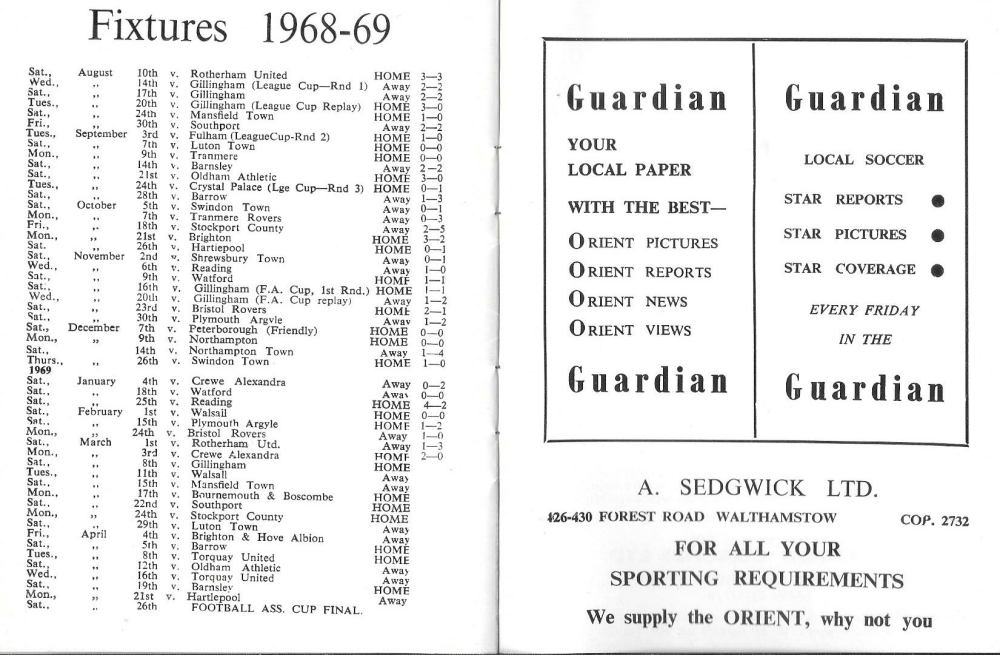 Fixtures 1968-69
Sat., August 10th v. Rotherham United HOME 3—3
Wed., ,, 14th v. Gillingham (League Cup—Rnd 1) Away 2—2
Sat., ,, 17th v. Gillingham Away 2—2
Tues., ,, 20th v. Gillingham (League Cup Replay) HOME 3—0
Sat., ,, 24th v. Mansfield Town HOME 1—0
Fri., ,, 30th v. Southport Away 2—2
Tues., September 3rd v. Fulham (LeagueCup-Rnd 2) HOME 1—0
Sat., ,, 7th v. Luton Town HOME 0—0
Mon., ,, 9th v. Tranmere HOME 0—0
Sat., ,, 14th v. Barnsley Away 2—2
Sat., ,, 21st v. Oldham Athletic HOME 3—0
Tues., ,, 24th v. Crystal Palace (Lge Cup—Rnd 3) HOME 0—1
Sat., ,, 28th v. Barrow Away 1—3
Sat., October 5th v. Swindon Town Away 0—1
Mon., ,, 7th v. Tranmere Rovers Away 0—3
Fri., ,, 18th v. Stockport County Away 2—5
Mon., ,, 21st v. Brighton HOME 3—2
Sat. ,, 26th v. Hartlepool HOME 0—1
Sat., November 2nd v. Shrewsbury Town Away 0—1
Wed., ,, 6th v. Reading Away 1—0
Sat., ,, 9th v. Watford HOME 1—1
Sat., ,, 16th v. Gillingham (F.A. Cup, 1st Rnd.) HOME 1—1
Wed., ,, 20th v. Gillingham (F.A. Cup replay) Away 1—2
Sat., ,, 23rd v. Bristol Rovers HOME 2—1
Sat., ,, 30th v. Plymouth Argyle Away 1—2
Sat., December 7th v. Peterborough (Friendly) HOME 0—0
Mon., ,, 9th v. Northampton HOME 0—0
Sat., ,, 14th v. Northampton Town Away 1—4
Thurs., ,, 26th v. Swindon Town HOME 1—0
1969
Sat., January 4th v. Crewe Alexandra Away 0—2
Sat., ,, 18th v. Watford Away 0—0
Sat., ,, 25th v. Reading HOME 4—2
Sat., February 1st v. Walsall HOME 0—0
Sat., ,, 15th v. Plymouth Argyle HOME 1—2
Mon., ,, 24th v. Bristol Rovers Away 1—0
Sat., March 1st v. Rotherham Utd. Away 1—3
Mon., ,, 3rd v. Crewe Alexandra HOME 2—0
Sat., ,, 8th v. Gillingham HOME
Tues., ,, 11th v. Walsall Away
Sat., ,, 15th v. Mansfield Town Away
Mon., ,, 17th v. Bournemouth & Boscombe HOME
Sat., ,, 22nd v. Southport HOME
Mon., ,, 24th v. Stockport County HOME
Sat., ,, 29th v. Luton Town Away
Fri., April 4th v. Brighton & Hove Albion Away
Sat., ,, 5th v. Barrow HOME
Tues., ,, 8th v. Torquay United HOME
Sat., ,, 12th v. Oldham Athletic Away
Wed., ,, 16th v. Torquay United Away
Sat., ,, 19th v. Barnsley HOME
Mon., ,, 21st v. Hartlepool Away
Sat., ,, 26th FOOTBALL ASS. CUP FINAL.
Guardian
YOUR
LOCAL PAPER
WITH THE BEST—
ORIENT PICTURES
ORIENT REPORTS
ORIENT NEWS
ORIENT VIEWS
Guardian
Guardian
LOCAL SOCCER
STAR REPORTS ●
STAR PICTURES ●
STAR COVERAGE ●
EVERY FRIDAY
IN THE
Guardian
A. SEDGWICK LTD.
426-430 FOREST ROAD WALTHAMSTOW COP. 2732
FOR ALL YOUR
SPORTING REQUIREMENTS
We supply the ORIENT, why not you